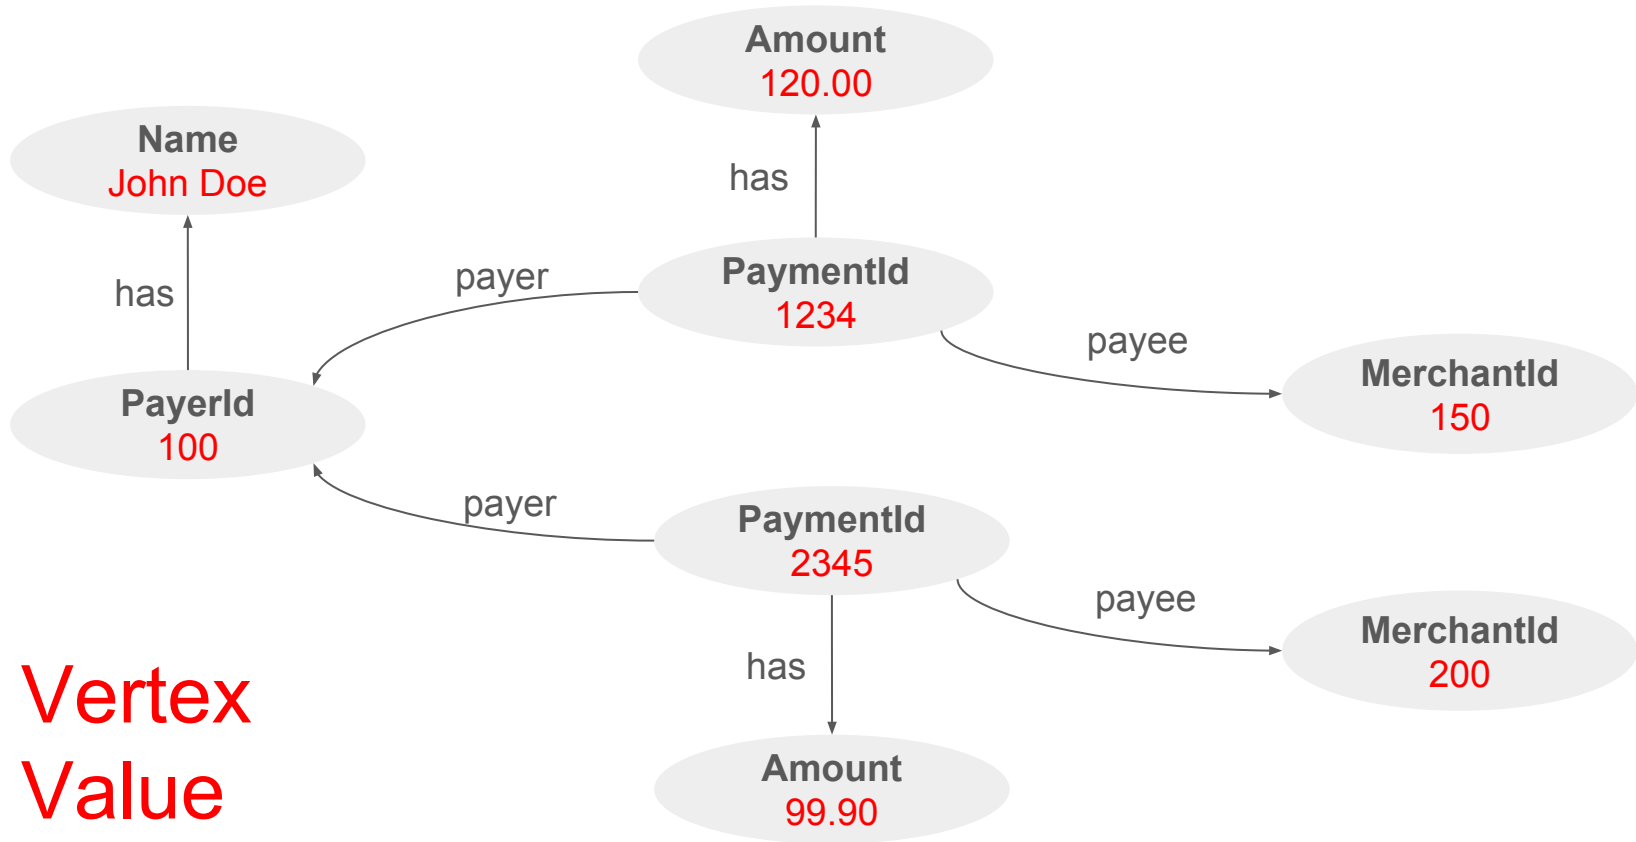 Amount
120.00
Name
John Doe
has
PaymentId
1234
payer
has
payee
MerchantId
150
PayerId
100
payer
PaymentId
2345
payee
MerchantId
200
has
Vertex
Value
Amount
99.90